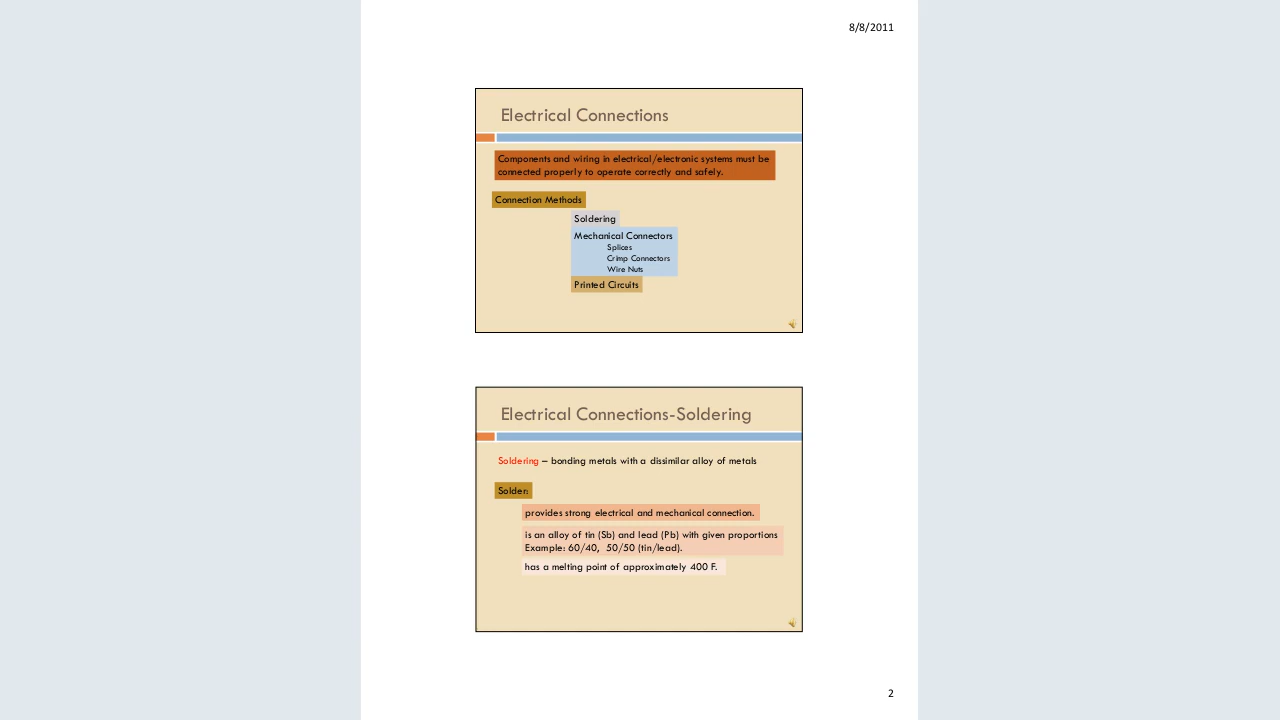 8/8/2011
Electrical Connections
Components and wiring in electrical/electronic systems must be
connected properly to operate correctly and safely.
Connection Methods
Soldering
Mechanical Connectors
Splices
Crimp Connectors
Wire Nuts
Printed Circuits
Electrical Connections-Soldering
Soldering – bonding metals with a dissimilar alloy of metals
Solder:
provides strong electrical and mechanical connection.
is an alloy of tin (Sb) and lead (Pb) with given proportions
Example: 60/40, 50/50 (tin/lead).
has a melting point of approximately 400 F.
2